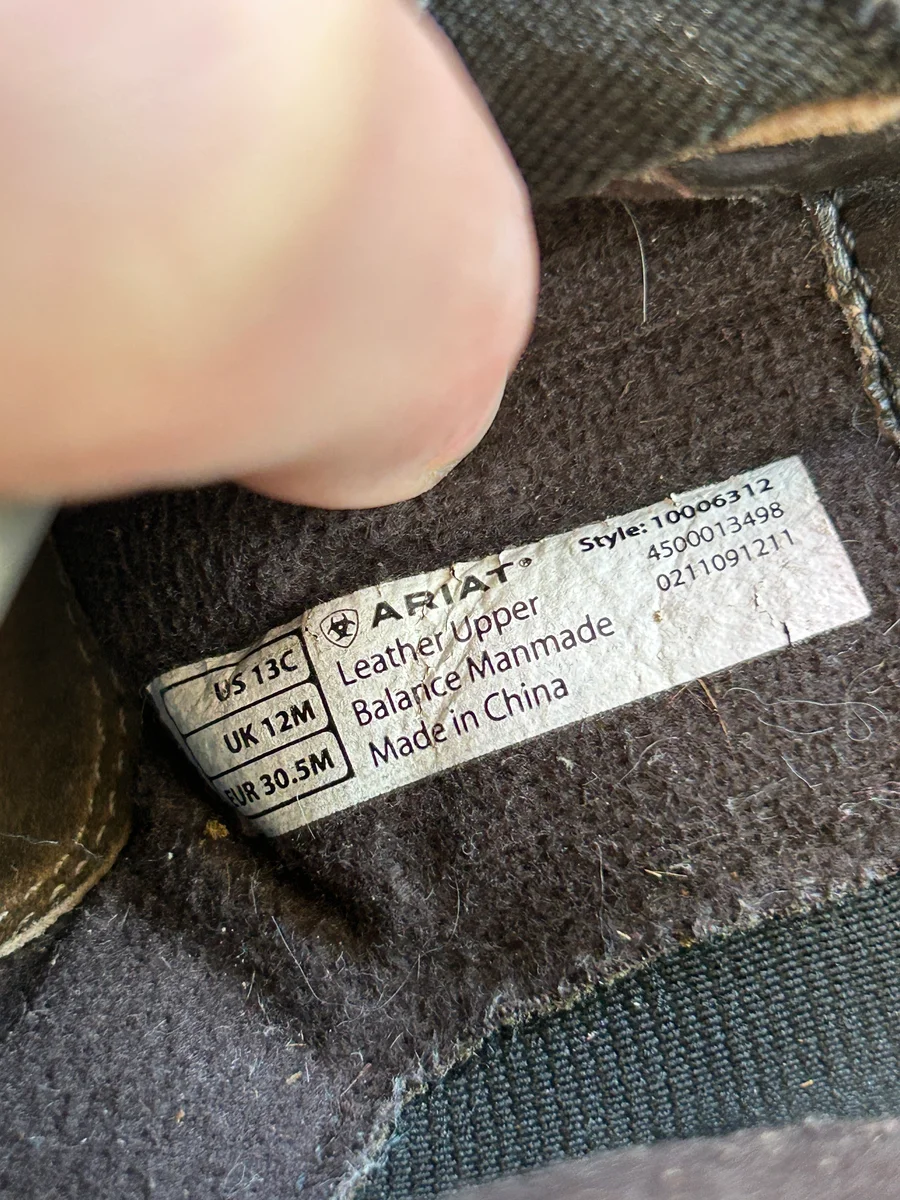 US 13C
UK 12M
EUR 30.5M
ARIAT®
Leather Upper
Balance Manmade
Made in China
Style: 10006312
4500013498
0211091211